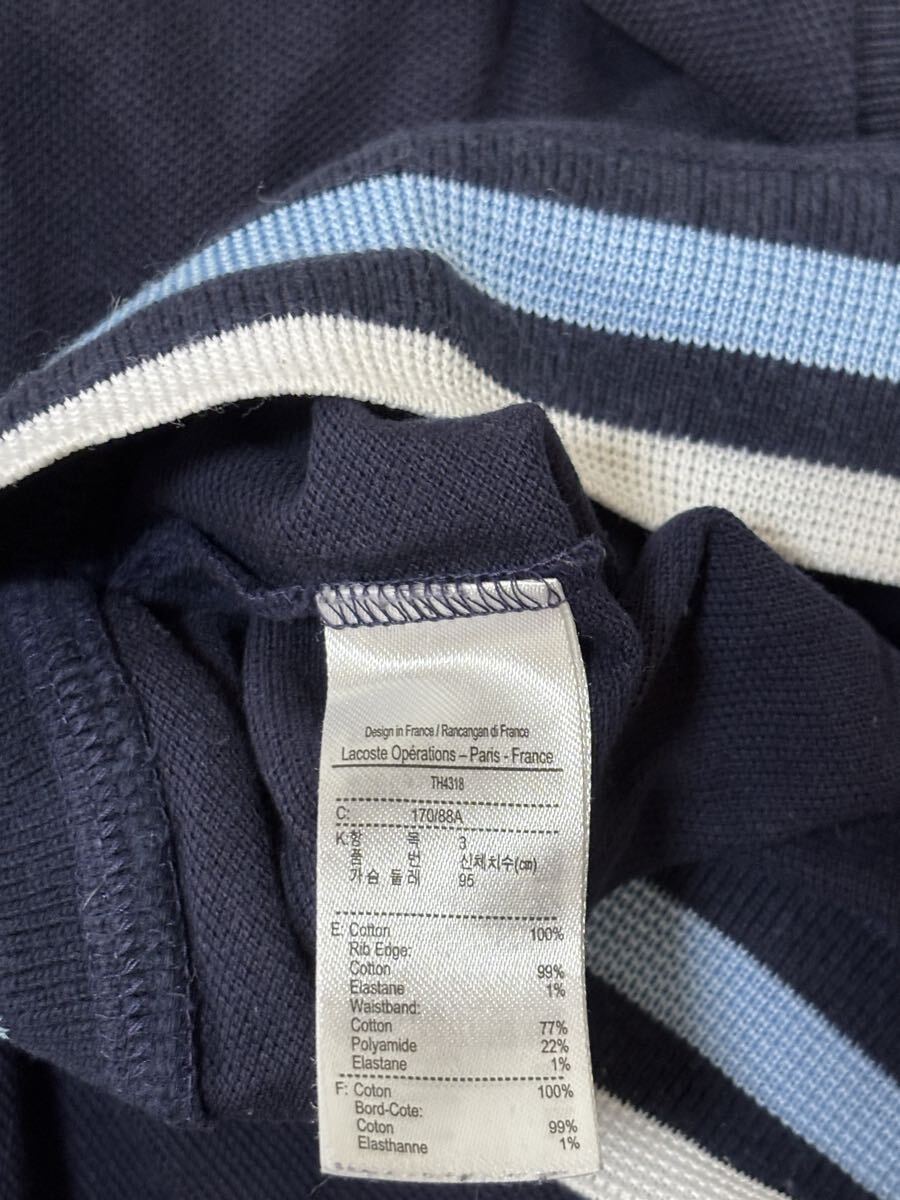 Design in France / Rancangan di France
Lacoste Opérations – Paris - France
TH4318
C: 170/88A
K: 항 목 3
품 번 신체치수(㎝)
가슴 둘레 95
E: Cotton 100%
Rib Edge:
Cotton 99%
Elastane 1%
Waistband:
Cotton 77%
Polyamide 22%
Elastane 1%
F: Coton 100%
Bord-Cote:
Coton 99%
Elasthanne 1%